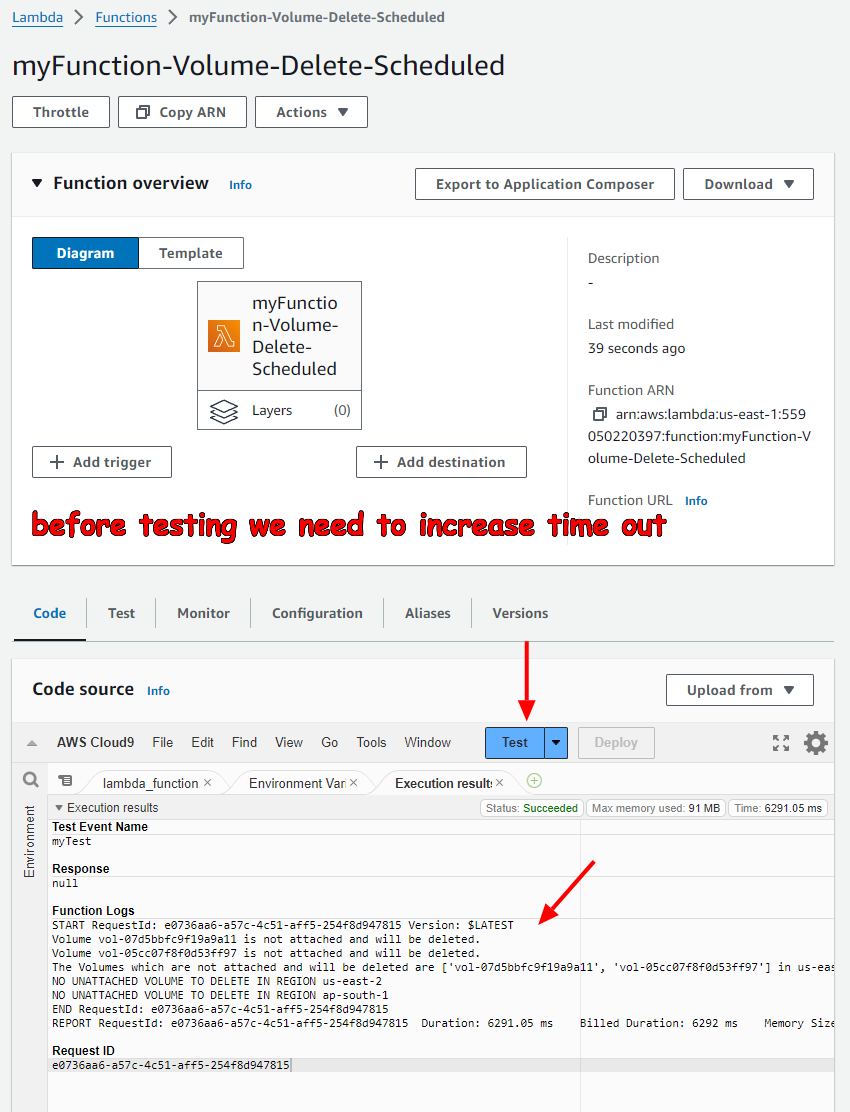 Lambda > Functions > myFunction-Volume-Delete-Scheduled
myFunction-Volume-Delete-Scheduled
Throttle Copy ARN Actions
Function overview Info Export to Application Composer Download
Diagram Template
myFunctio
n-Volume-
Delete-
Scheduled
Layers (0)
Add trigger Add destination
Description
-
Last modified
39 seconds ago
Function ARN
arn:aws:lambda:us-east-1:559
050220397:function:myFunction-V
olume-Delete-Scheduled
Function URL Info
before testing we need to increase time out
Code Test Monitor Configuration Aliases Versions
Code source Info Upload from
AWS Cloud9 File Edit Find View Go Tools Window Test Deploy
Environment
lambda_function × Environment Var × Execution results ×
Execution results Status: Succeeded Max memory used: 91 MB Time: 6291.05 ms
Test Event Name
myTest
Response
null
Function Logs
START RequestId: e0736aa6-a57c-4c51-aff5-254f8d947815 Version: $LATEST
Volume vol-07d5bbfc9f19a9a11 is not attached and will be deleted.
Volume vol-05cc07f8f0d53ff97 is not attached and will be deleted.
The Volumes which are not attached and will be deleted are ['vol-07d5bbfc9f19a9a11', 'vol-05cc07f8f0d53ff97'] in us-eas
NO UNATTACHED VOLUME TO DELETE IN REGION us-east-2
NO UNATTACHED VOLUME TO DELETE IN REGION ap-south-1
END RequestId: e0736aa6-a57c-4c51-aff5-254f8d947815
REPORT RequestId: e0736aa6-a57c-4c51-aff5-254f8d947815 Duration: 6291.05 ms Billed Duration: 6292 ms Memory Size
Request ID
e0736aa6-a57c-4c51-aff5-254f8d947815